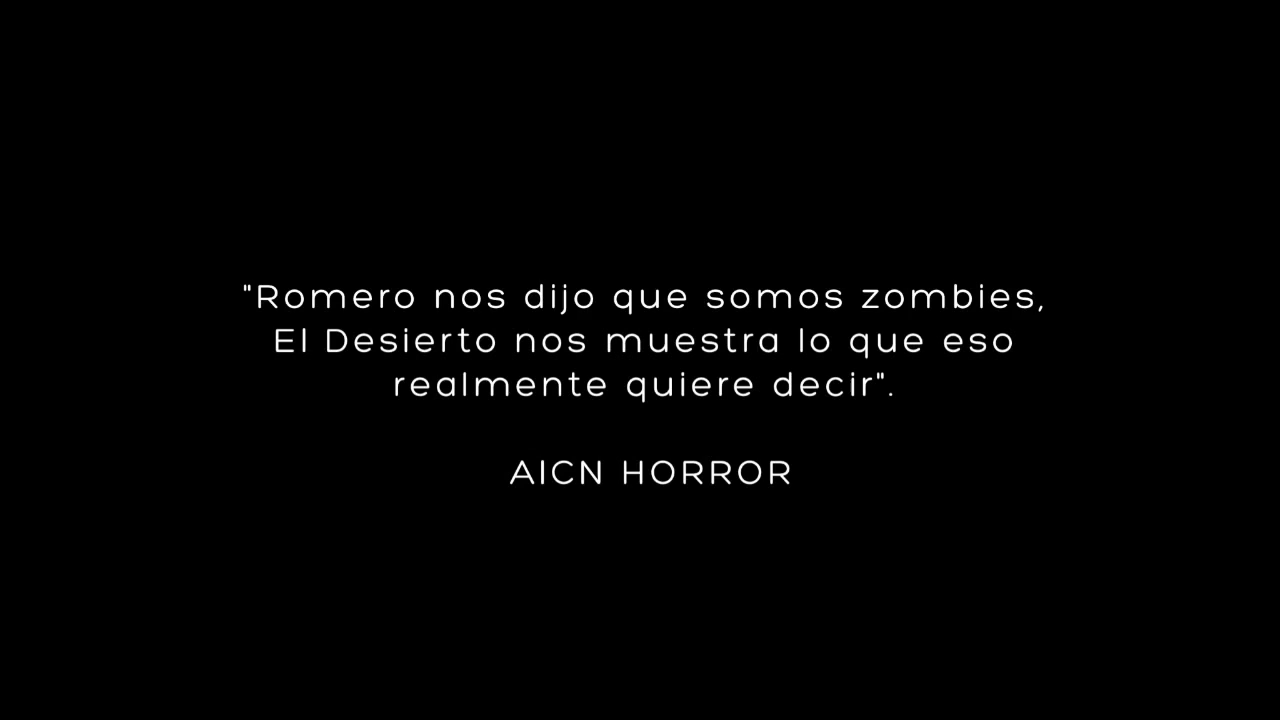 "Romero nos dijo que somos zombies,
El Desierto nos muestra lo que eso
realmente quiere decir".
AICN HORROR